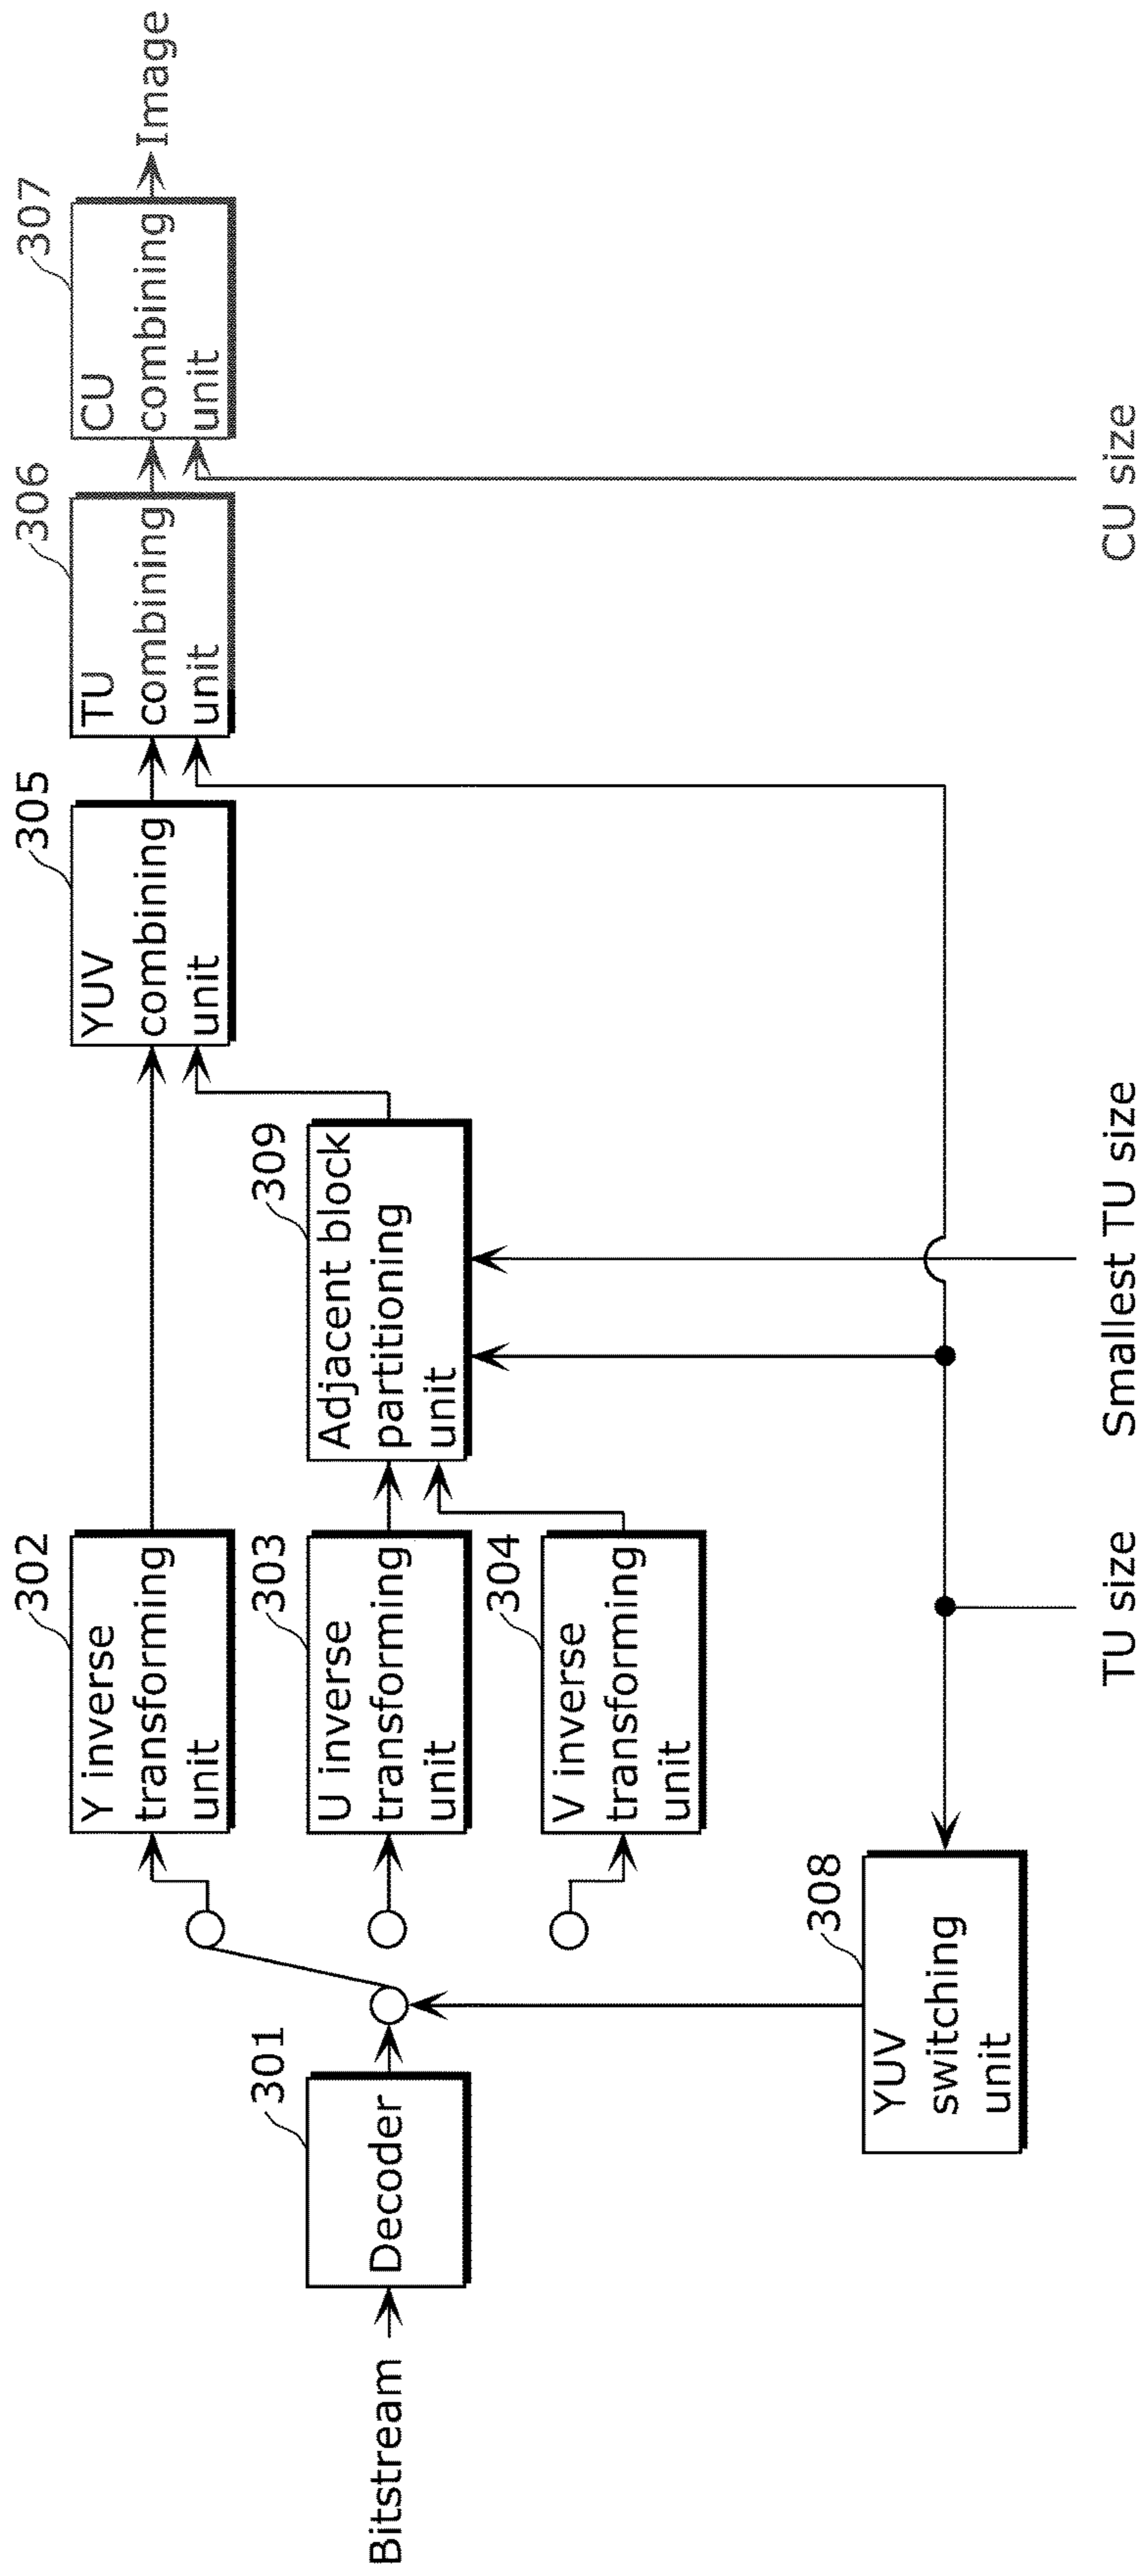 302
Y inverse
transforming
unit
305
YUV
combining
unit
306
TU
combining
unit
307
CU
combining
unit
Image
301
Bitstream
Decoder
303
U inverse
transforming
unit
309
Adjacent block
partitioning
unit
304
V inverse
transforming
unit
308
YUV
switching
unit
TU size
Smallest TU size
CU size